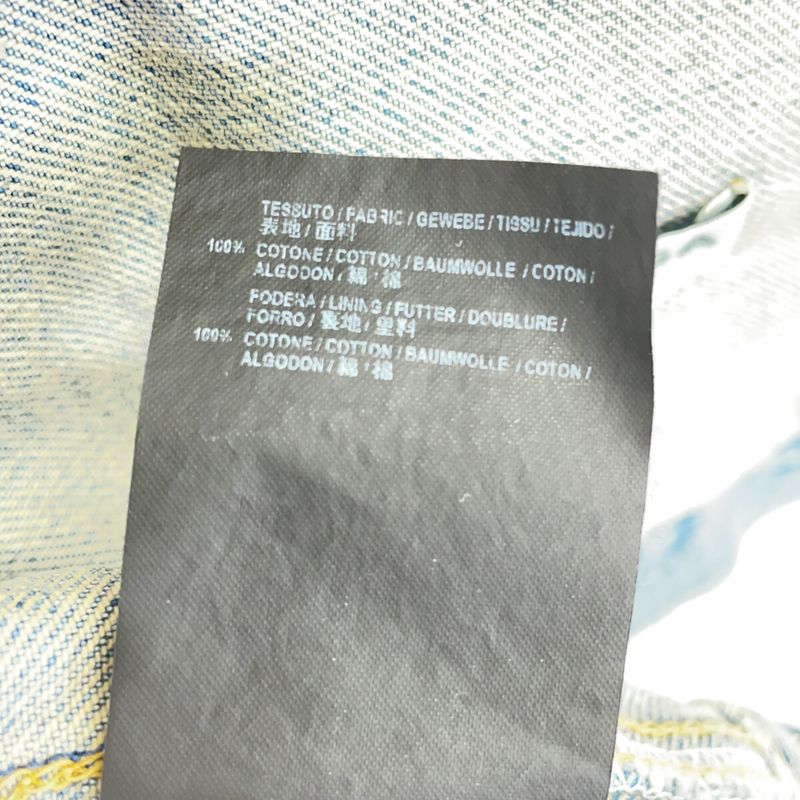 TESSUTO / FABRIC / GEWEBE / TISSU / TEJIDO /
表地 / 面料
100% COTONE / COTTON / BAUMWOLLE / COTON /
ALGODON / 綿 / 棉
FODERA / LINING / FUTTER / DOUBLURE /
FORRO / 裏地 / 里料
100% COTONE / COTTON / BAUMWOLLE / COTON /
ALGODON / 綿 / 棉